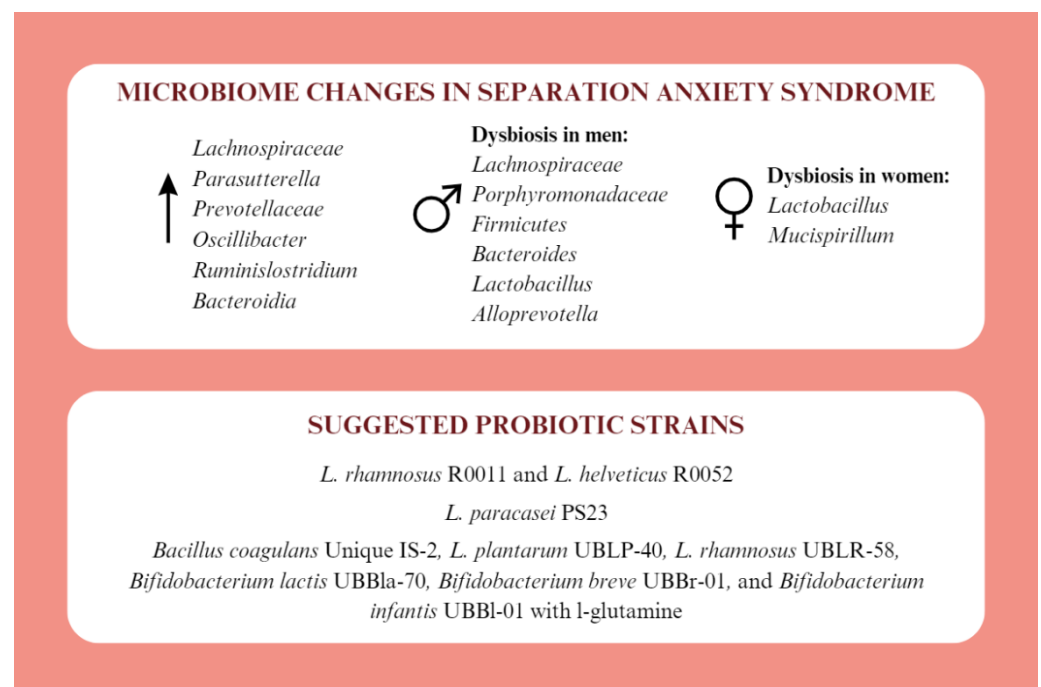 MICROBIOME CHANGES IN SEPARATION ANXIETY SYNDROME
Lachnospiraceae
Parasutterella
Prevotellaceae
Oscillibacter
Ruminislostridium
Bacteroidia
Dysbiosis in men:
Lachnospiraceae
Porphyromonadaceae
Firmicutes
Bacteroides
Lactobacillus
Alloprevotella
Dysbiosis in women:
Lactobacillus
Mucispirillum
SUGGESTED PROBIOTIC STRAINS
L. rhamnosus R0011 and L. helveticus R0052
L. paracasei PS23
Bacillus coagulans Unique IS-2, L. plantarum UBLP-40, L. rhamnosus UBLR-58,
Bifidobacterium lactis UBBla-70, Bifidobacterium breve UBBr-01, and Bifidobacterium
infantis UBBl-01 with l-glutamine